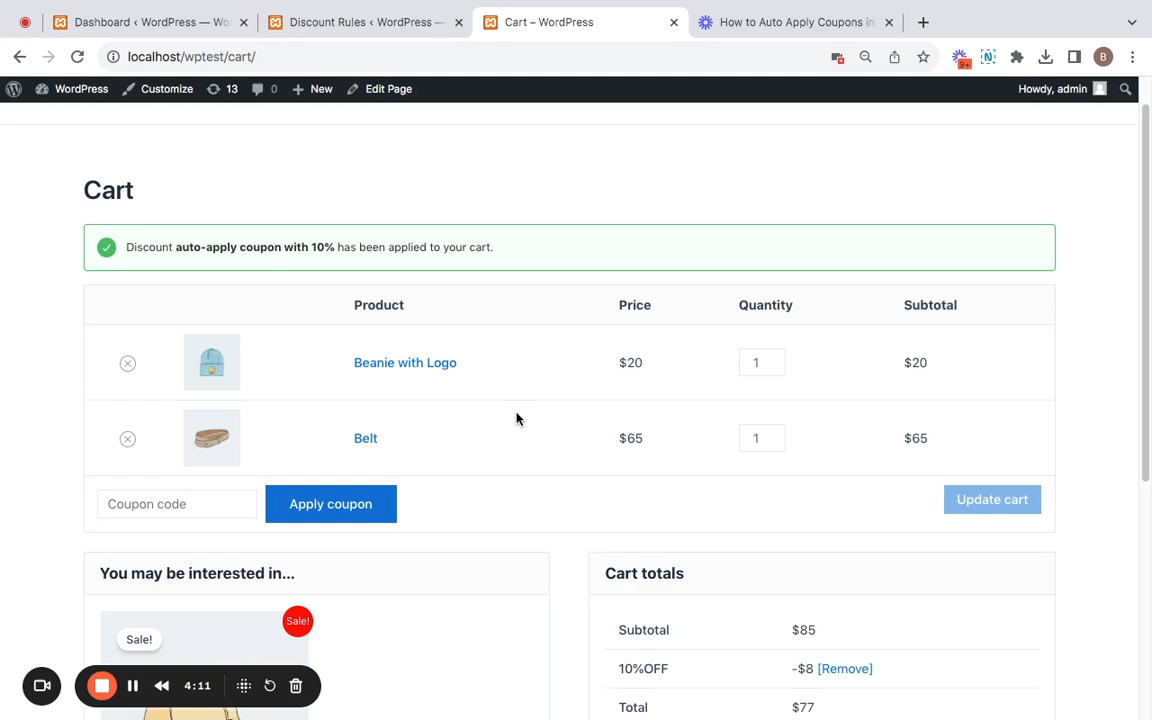 Dashboard ‹ WordPress — Wo
Discount Rules ‹ WordPress —
Cart – WordPress
How to Auto Apply Coupons in
localhost/wptest/cart/
9+
N
B
WordPress
Customize
13
0
New
Edit Page
Howdy, admin
Cart
Discount auto-apply coupon with 10% has been applied to your cart.
Product Price Quantity Subtotal
Beanie with Logo $20 1 $20
Belt $65 1 $65
Coupon code
Apply coupon
Update cart
You may be interested in...
Cart totals
Sale!
Sale!
Subtotal $85
10%OFF -$8 [Remove]
Total $77
4:11